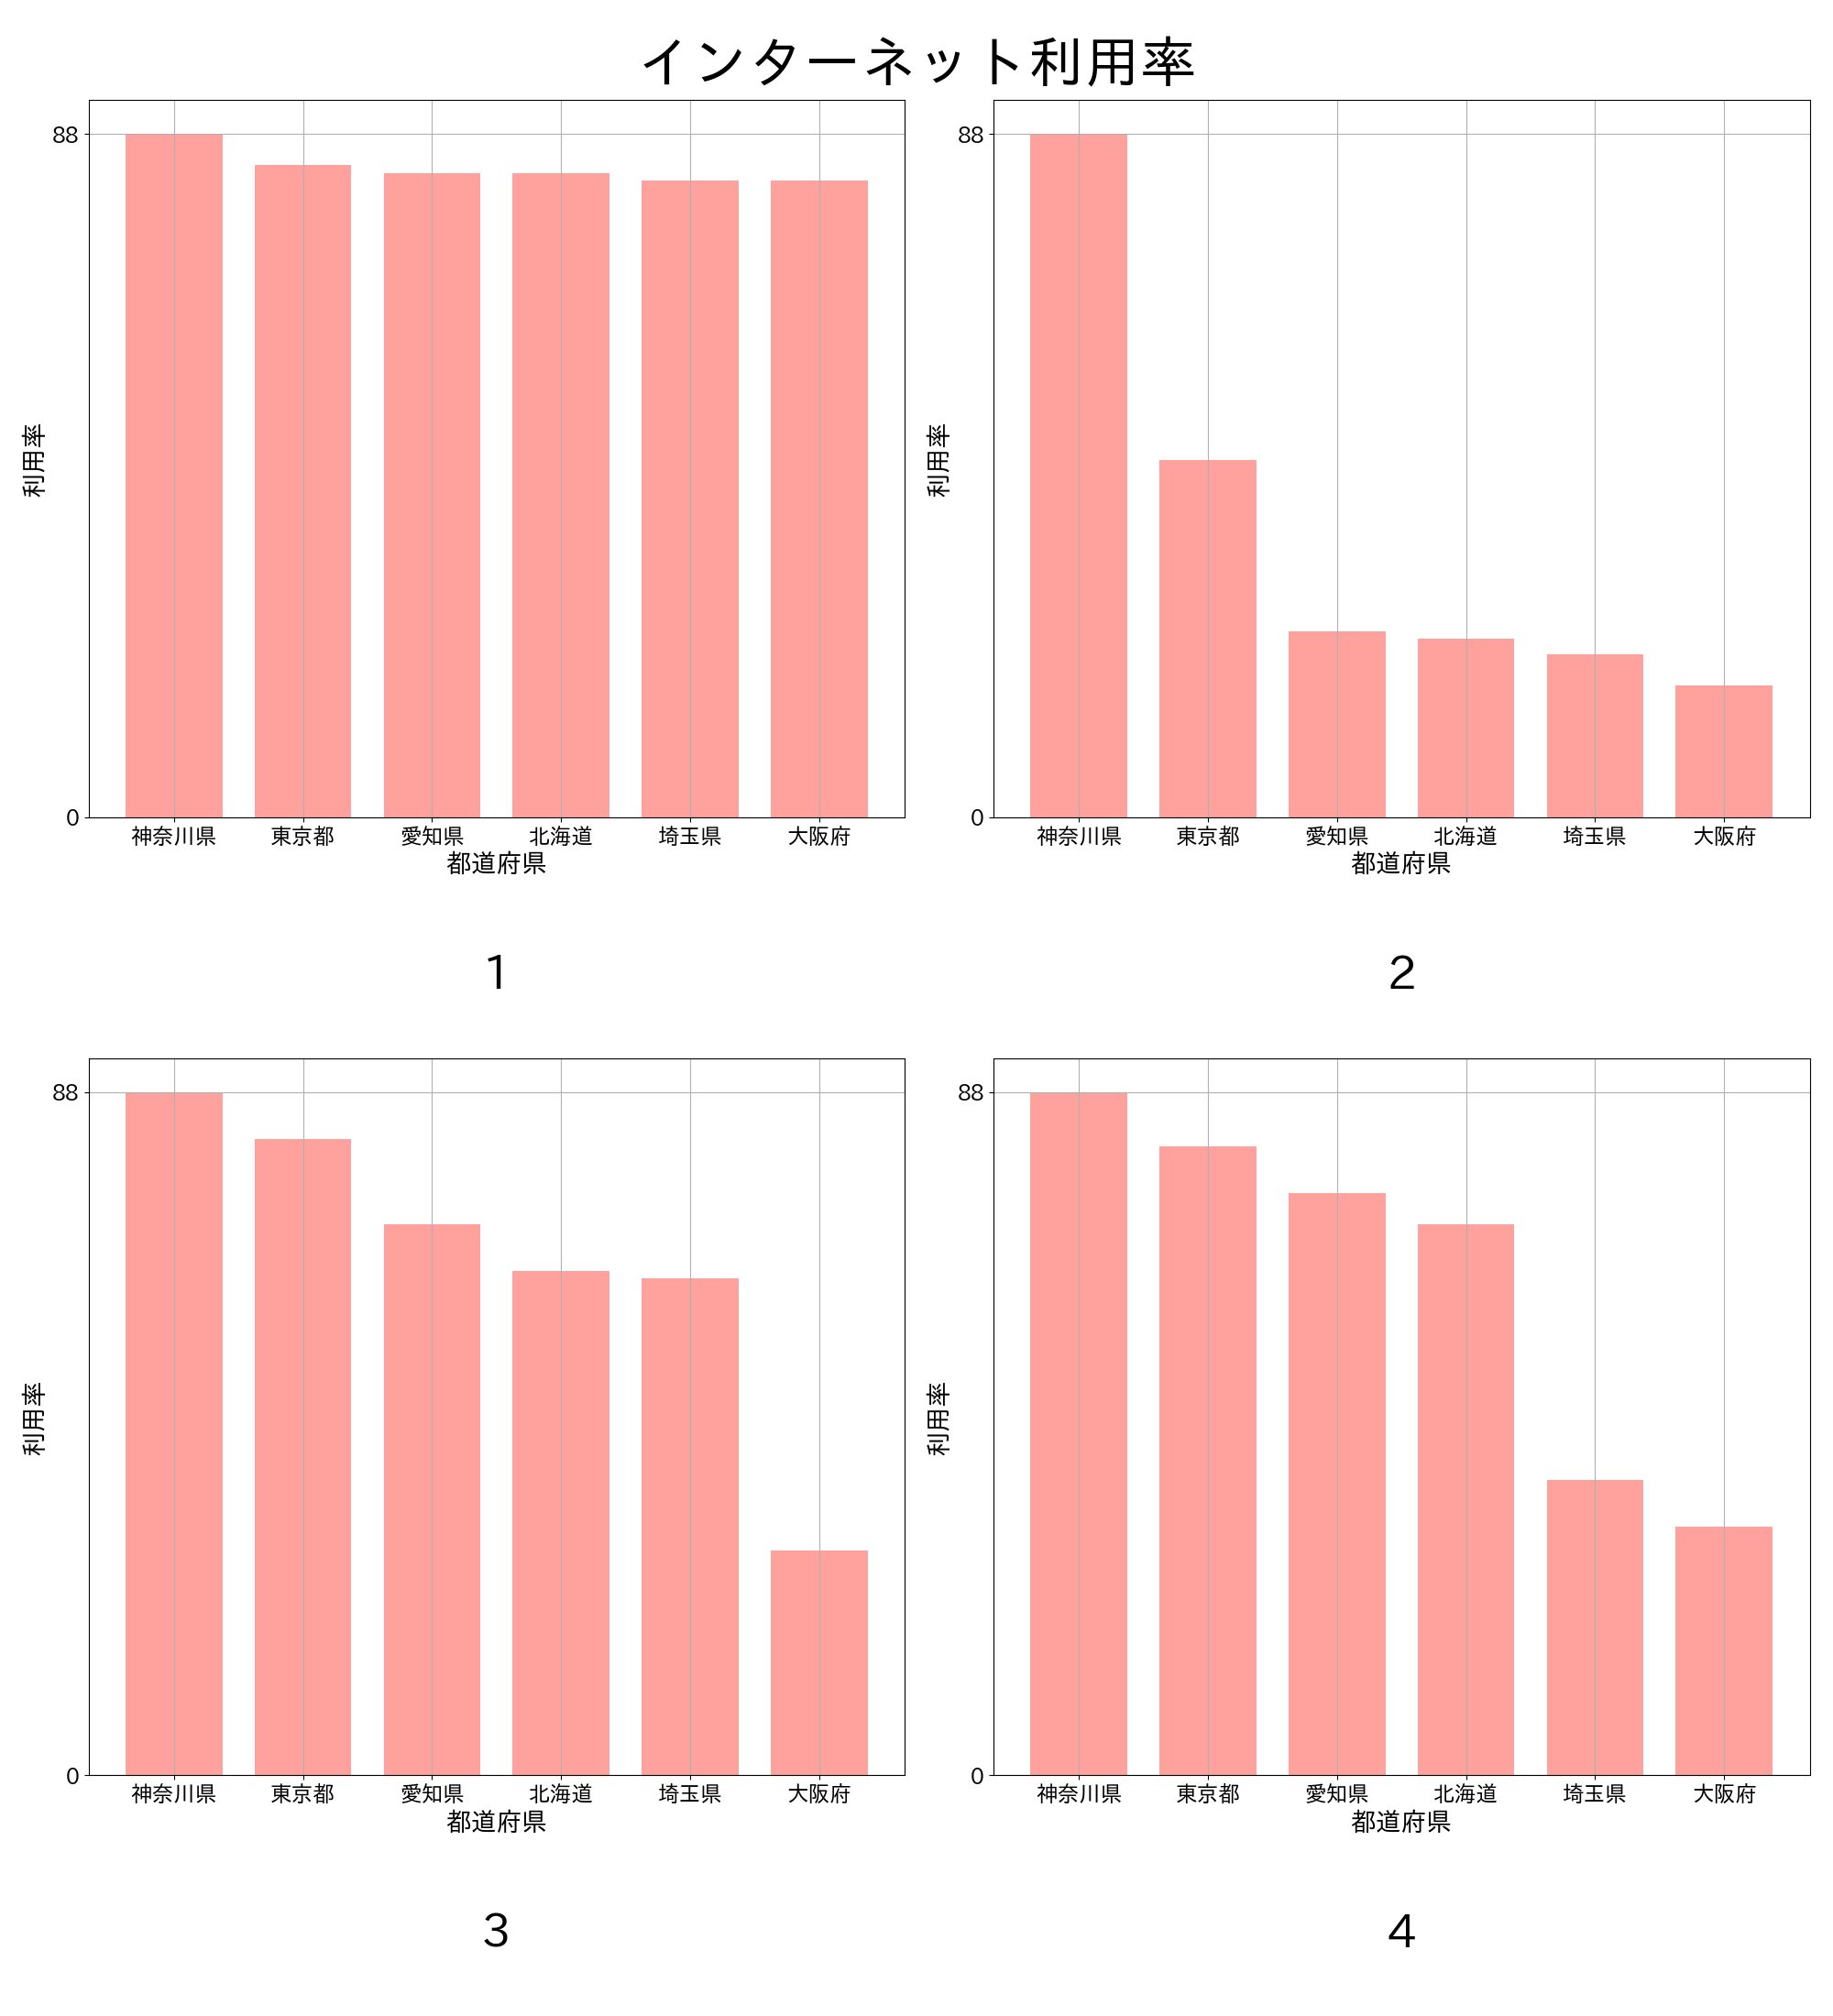 インターネット利用率
88
0
利用率
神奈川県 東京都 愛知県 北海道 埼玉県 大阪府
都道府県
1
88
0
利用率
神奈川県 東京都 愛知県 北海道 埼玉県 大阪府
都道府県
2
88
0
利用率
神奈川県 東京都 愛知県 北海道 埼玉県 大阪府
都道府県
3
88
0
利用率
神奈川県 東京都 愛知県 北海道 埼玉県 大阪府
都道府県
4